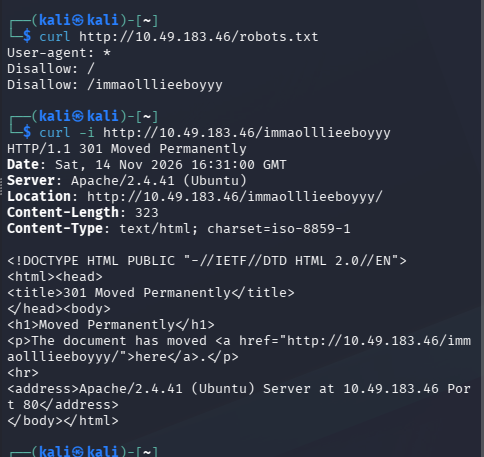 ┌──(kali㉿kali)-[~]
└─$ curl http://10.49.183.46/robots.txt
User-agent: *
Disallow: /
Disallow: /immaolllieeboyyy
┌──(kali㉿kali)-[~]
└─$ curl -i http://10.49.183.46/immaolllieeboyyy
HTTP/1.1 301 Moved Permanently
Date: Sat, 14 Nov 2026 16:31:00 GMT
Server: Apache/2.4.41 (Ubuntu)
Location: http://10.49.183.46/immaolllieeboyyy/
Content-Length: 323
Content-Type: text/html; charset=iso-8859-1
<!DOCTYPE HTML PUBLIC "-//IETF//DTD HTML 2.0//EN">
<html><head>
<title>301 Moved Permanently</title>
</head><body>
<h1>Moved Permanently</h1>
<p>The document has moved <a href="http://10.49.183.46/imm
aolllieeboyyy/">here</a>.</p>
<hr>
<address>Apache/2.4.41 (Ubuntu) Server at 10.49.183.46 Por
t 80</address>
</body></html>
┌──(kali㉿kali)-[~]